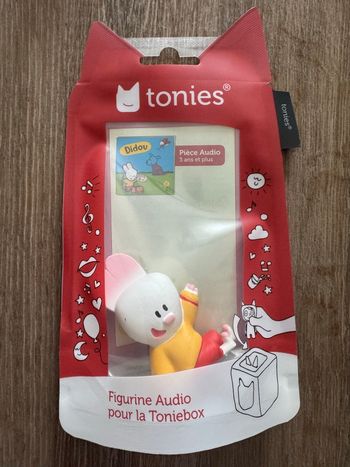 tonies®
tonies®
Didou
Pièce Audio
3 ans et plus
Figurine Audio
pour la Toniebox